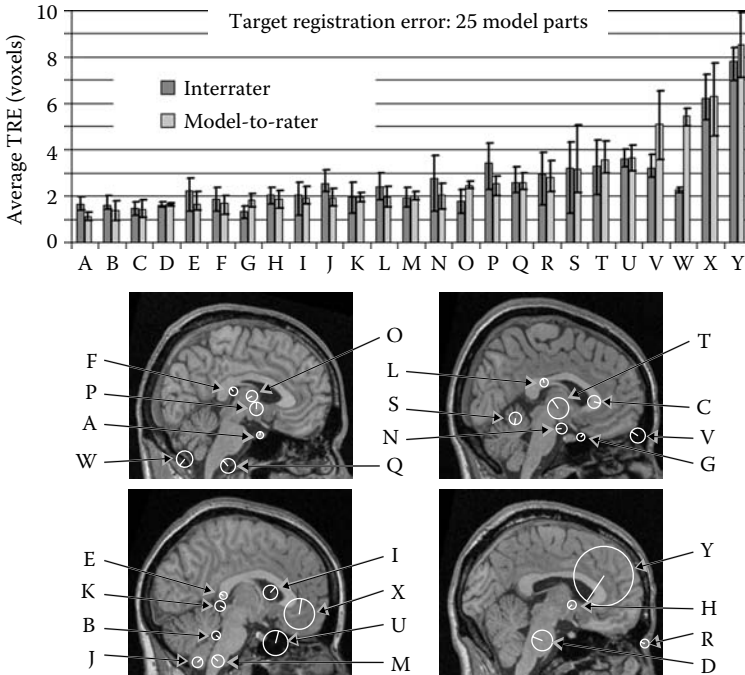 Target registration error: 25 model parts
Average TRE (voxels)
10
8
6
4
2
0
Interrater
Model-to-rater
A B C D E F G H I J K L M N O P Q R S T U V W X Y
F
P
A
W
O
Q
L
S
N
T
C
V
G
E
K
B
J
I
X
U
M
Y
H
R
D